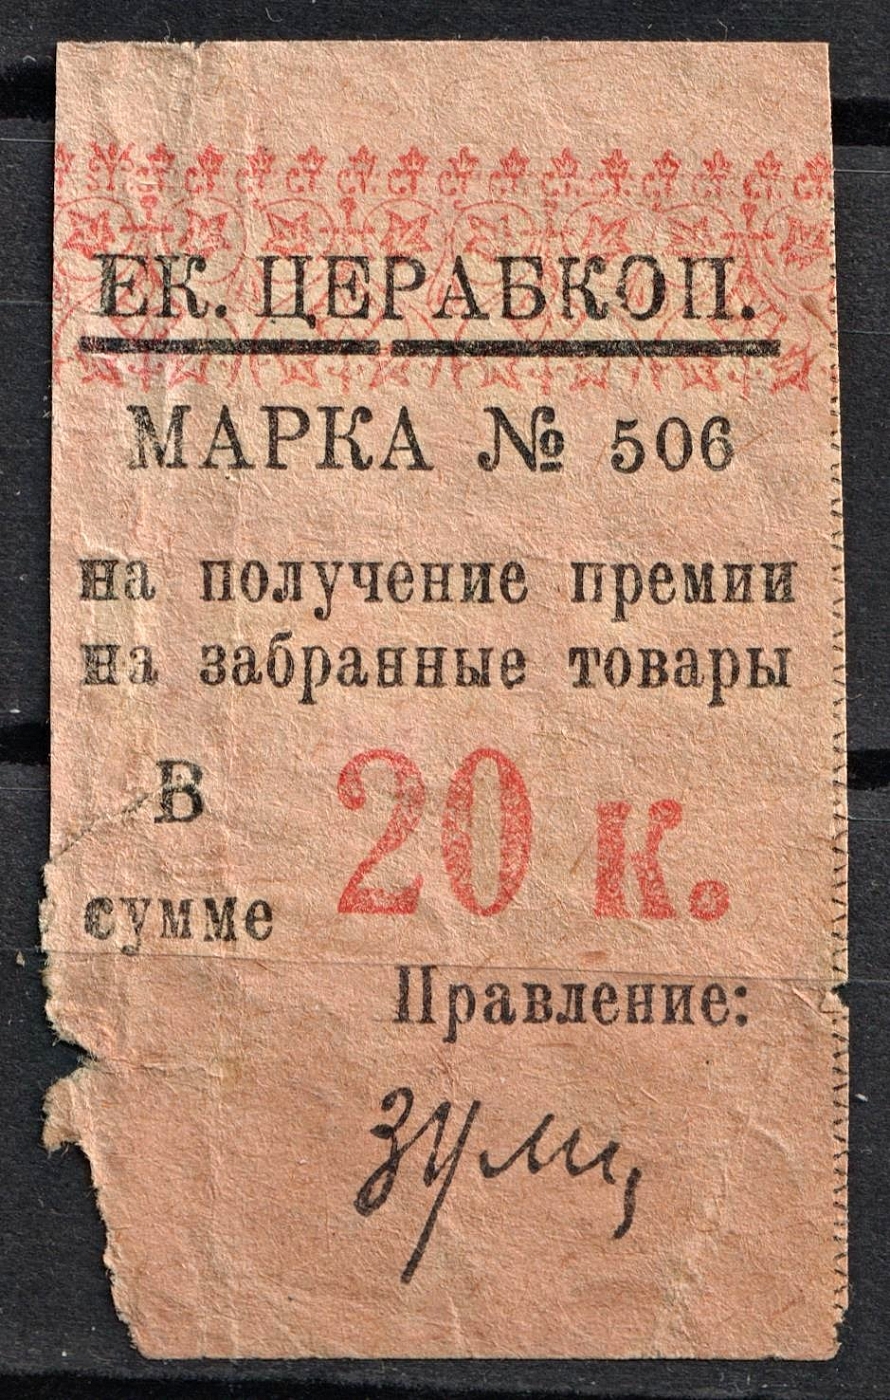 ЕК. ЦЕРАБКОП.
МАРКА № 506
на получение премии
на забранные товары
В сумме 20 к.
Правление: